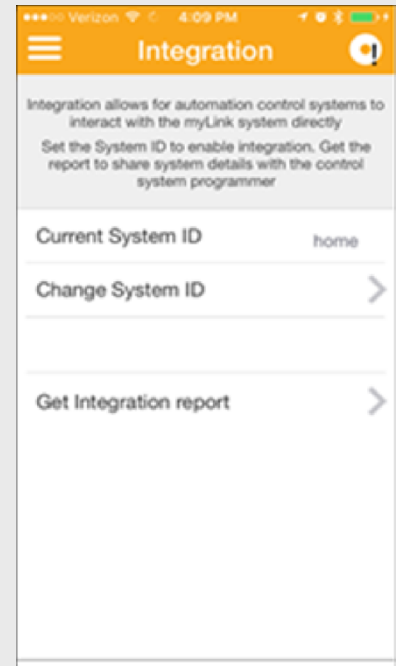 Verizon 4:09 PM
Integration
Integration allows for automation control systems to
interact with the myLink system directly
Set the System ID to enable integration. Get the
report to share system details with the control
system programmer
Current System ID home
Change System ID
Get Integration report